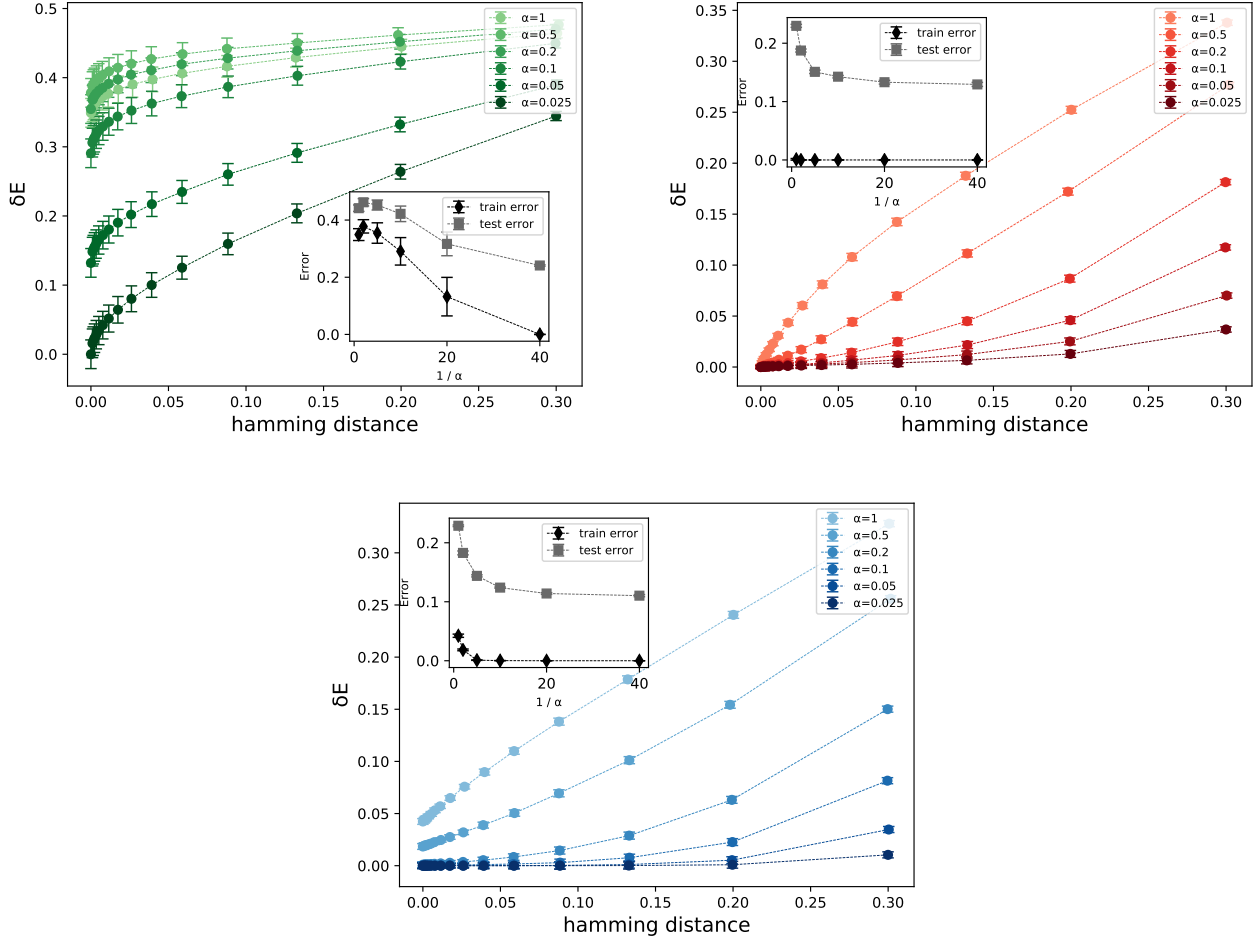 0.5
0.4
0.3
0.2
0.1
0.0
δE
0.00
0.05
0.10
0.15
0.20
0.25
0.30
hamming distance
α=1
α=0.5
α=0.2
α=0.1
α=0.05
α=0.025
train error
test error
0.4
0.2
0.0
Error
1
20
40
1 / α
0.35
0.30
0.25
0.20
0.15
0.10
0.05
0.00
δE
0.00
0.05
0.10
0.15
0.20
0.25
0.30
hamming distance
α=1
α=0.5
α=0.2
α=0.1
α=0.05
α=0.025
train error
test error
0.2
0.1
0.0
Error
1
20
40
1 / α
0.30
0.25
0.20
0.15
0.10
0.05
0.00
δE
0.00
0.05
0.10
0.15
0.20
0.25
0.30
hamming distance
α=1
α=0.5
α=0.2
α=0.1
α=0.05
α=0.025
train error
test error
0.2
0.1
0.0
Error
1
20
40
1 / α